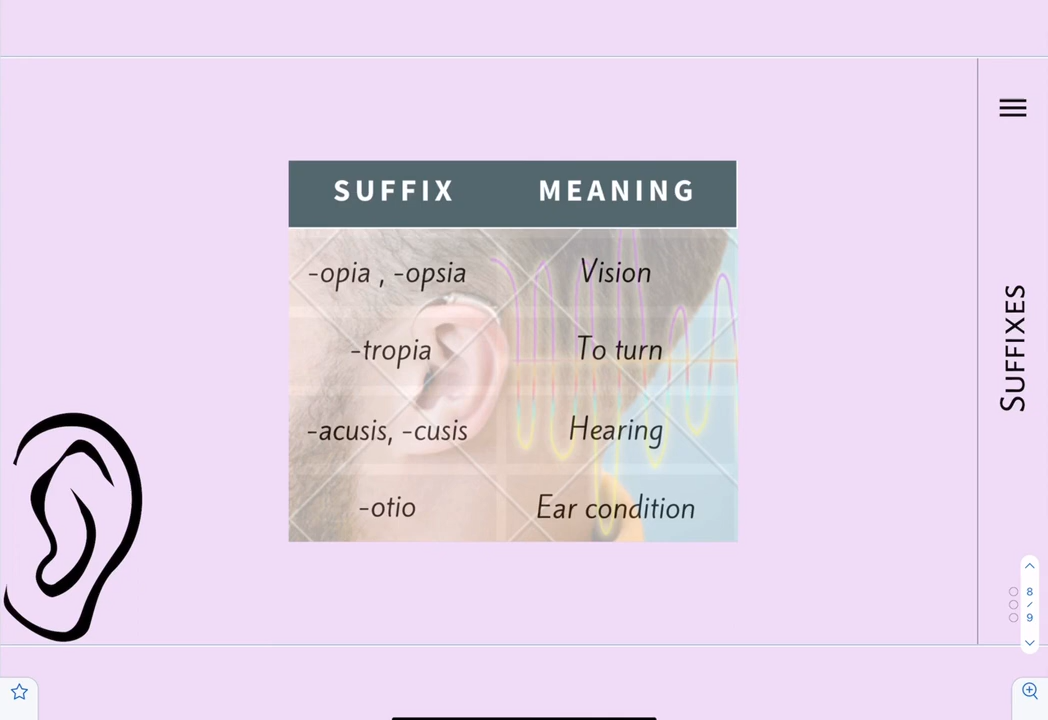 SUFFIX MEANING
-opia , -opsia Vision
-tropia To turn
-acusis, -cusis Hearing
-otio Ear condition
SUFFIXES
8
/
9